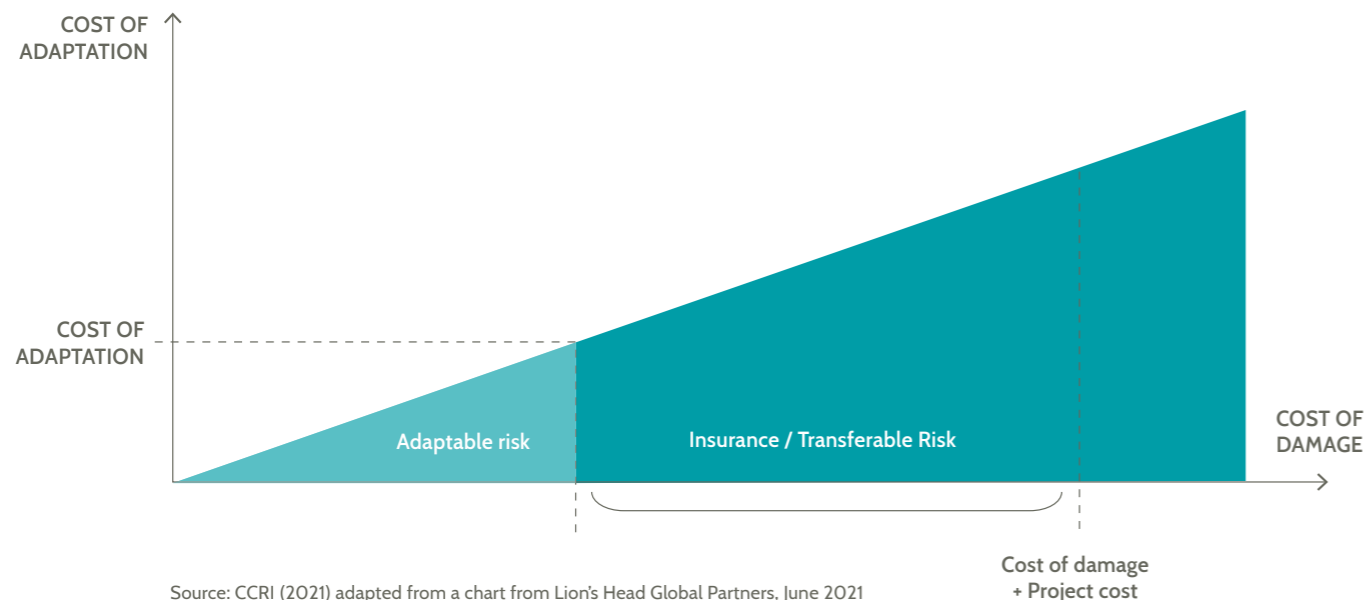 COST OF
ADAPTATION
COST OF
ADAPTATION
Adaptable risk
Insurance / Transferable Risk
COST OF
DAMAGE
Cost of damage
+ Project cost
Source: CCRI (2021) adapted from a chart from Lion's Head Global Partners, June 2021